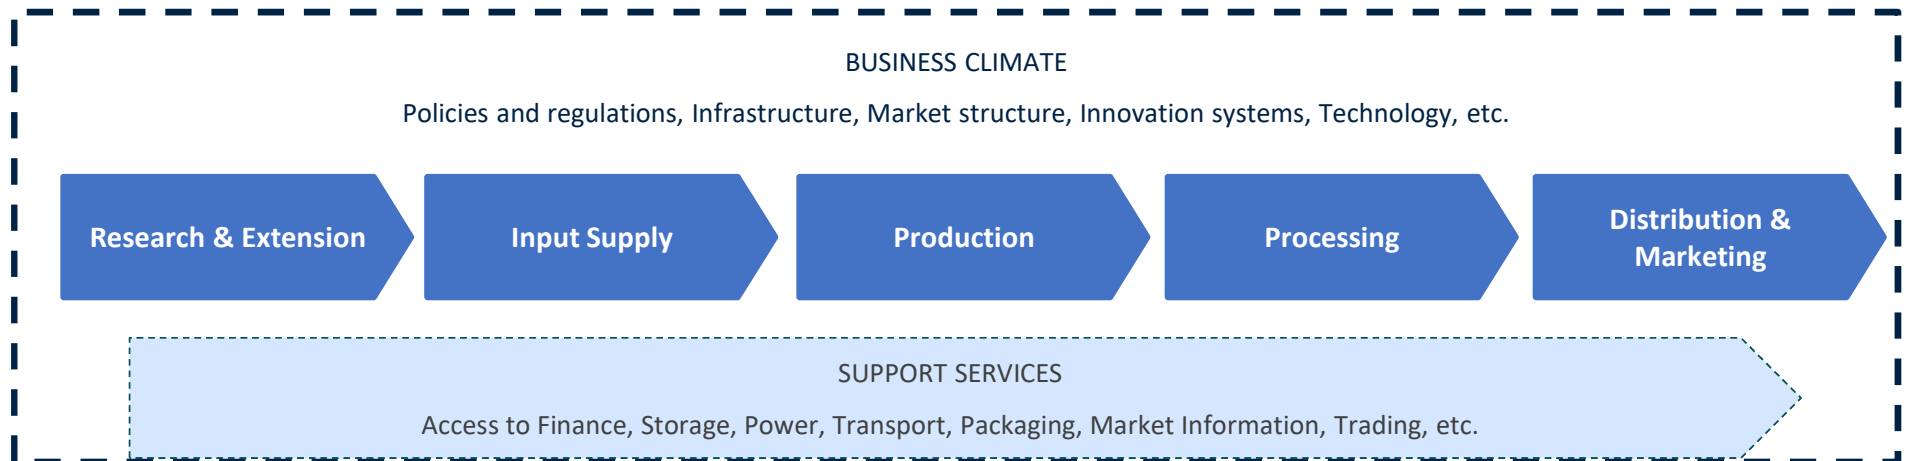 BUSINESS CLIMATE
Policies and regulations, Infrastructure, Market structure, Innovation systems, Technology, etc.
Research & Extension
Input Supply
Production
Processing
Distribution &
Marketing
SUPPORT SERVICES
Access to Finance, Storage, Power, Transport, Packaging, Market Information, Trading, etc.